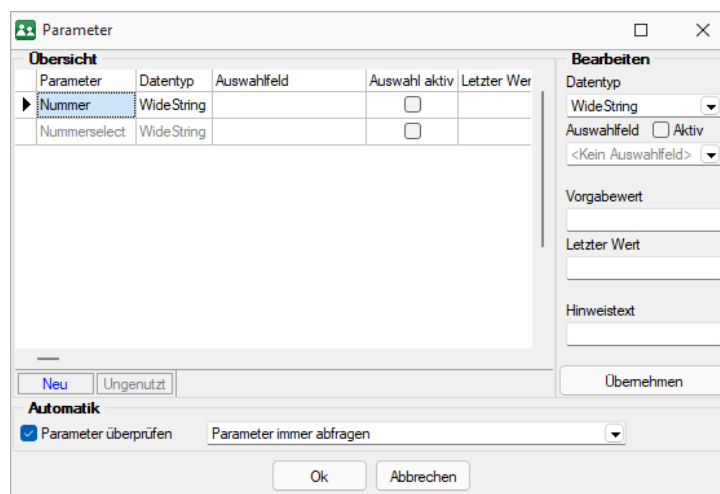 Parameter
Übersicht
Parameter Datentyp Auswahlfeld Auswahl aktiv Letzter Wer
Nummer WideString
Nummerselect WideString
Neu Ungenutzt
Bearbeiten
Datentyp
WideString
Auswahlfeld Aktiv
<Kein Auswahlfeld>
Vorgabewert
Letzter Wert
Hinweistext
Übernehmen
Automatik
Parameter überprüfen Parameter immer abfragen
Ok Abbrechen